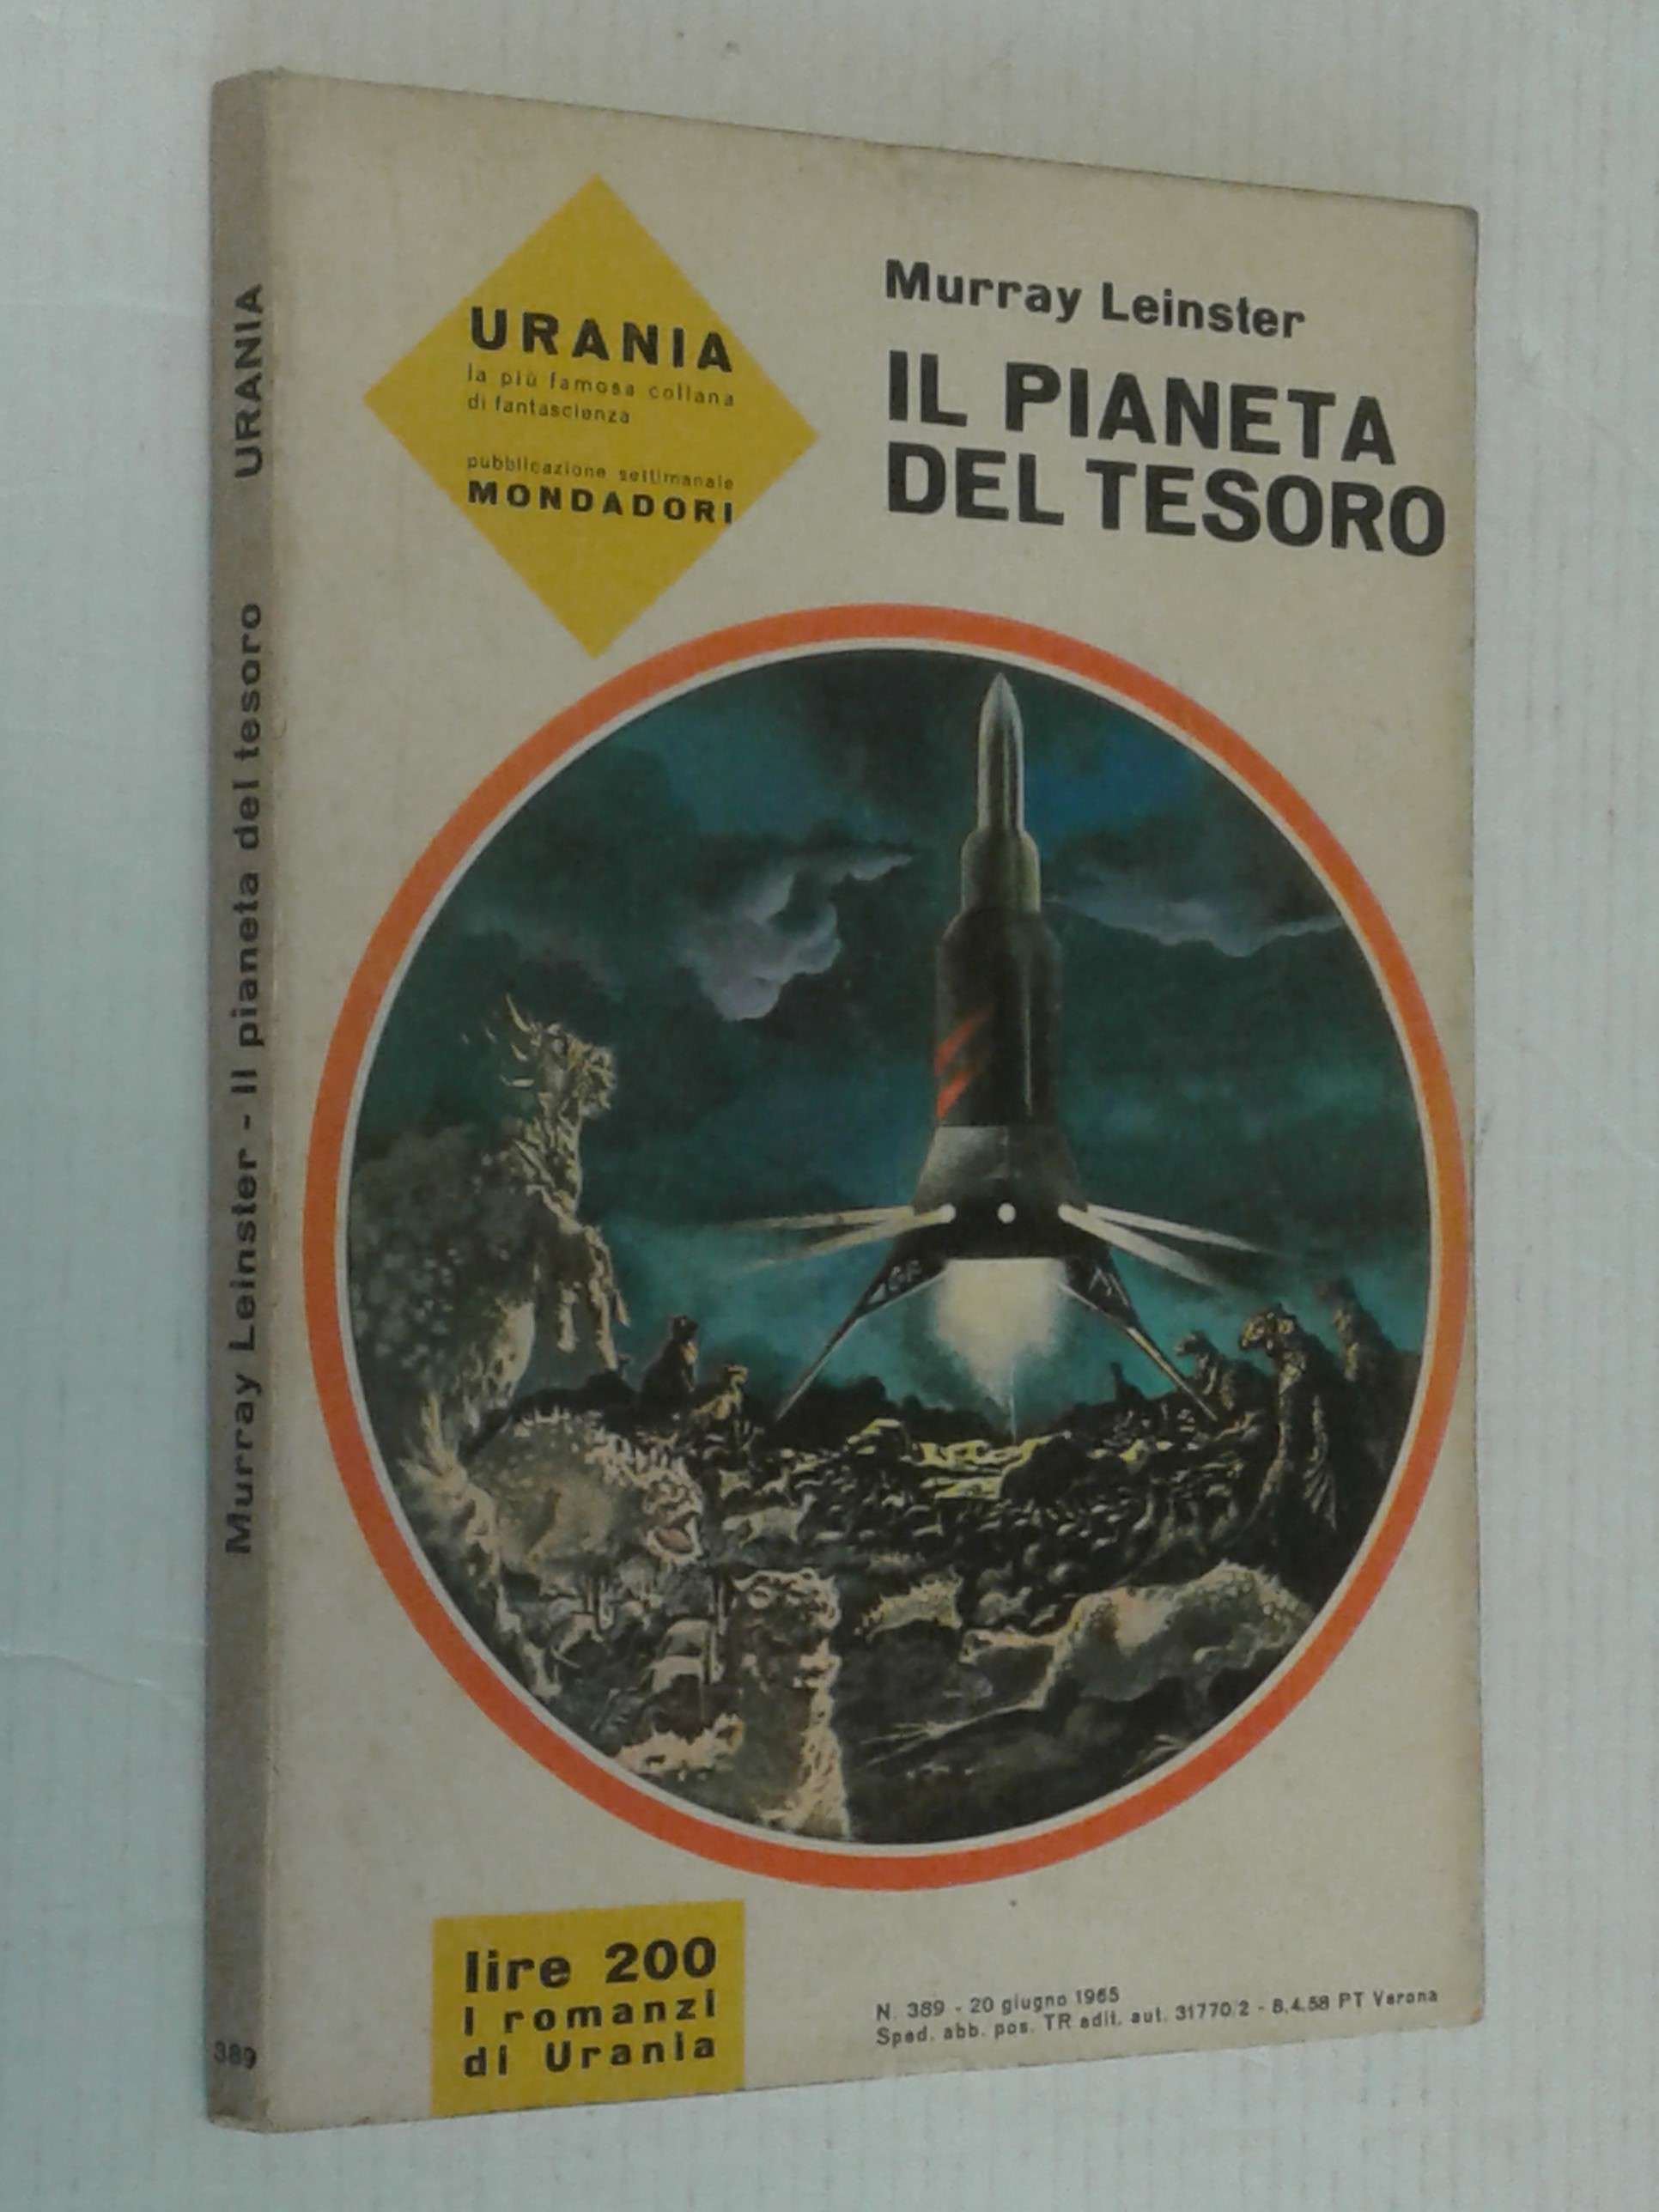 URANIA
la più famosa collana
di fantascienza
pubblicazione settimanale
MONDADORI
Murray Leinster
IL PIANETA
DEL TESORO
lire 200
I romanzi
di Urania
N. 389 - 20 giugno 1965
Sped. abb. pos. TR edit. aut. 31770/2 - 8.4.58 PT Verona
Murray Leinster - Il pianeta del tesoro URANIA
389